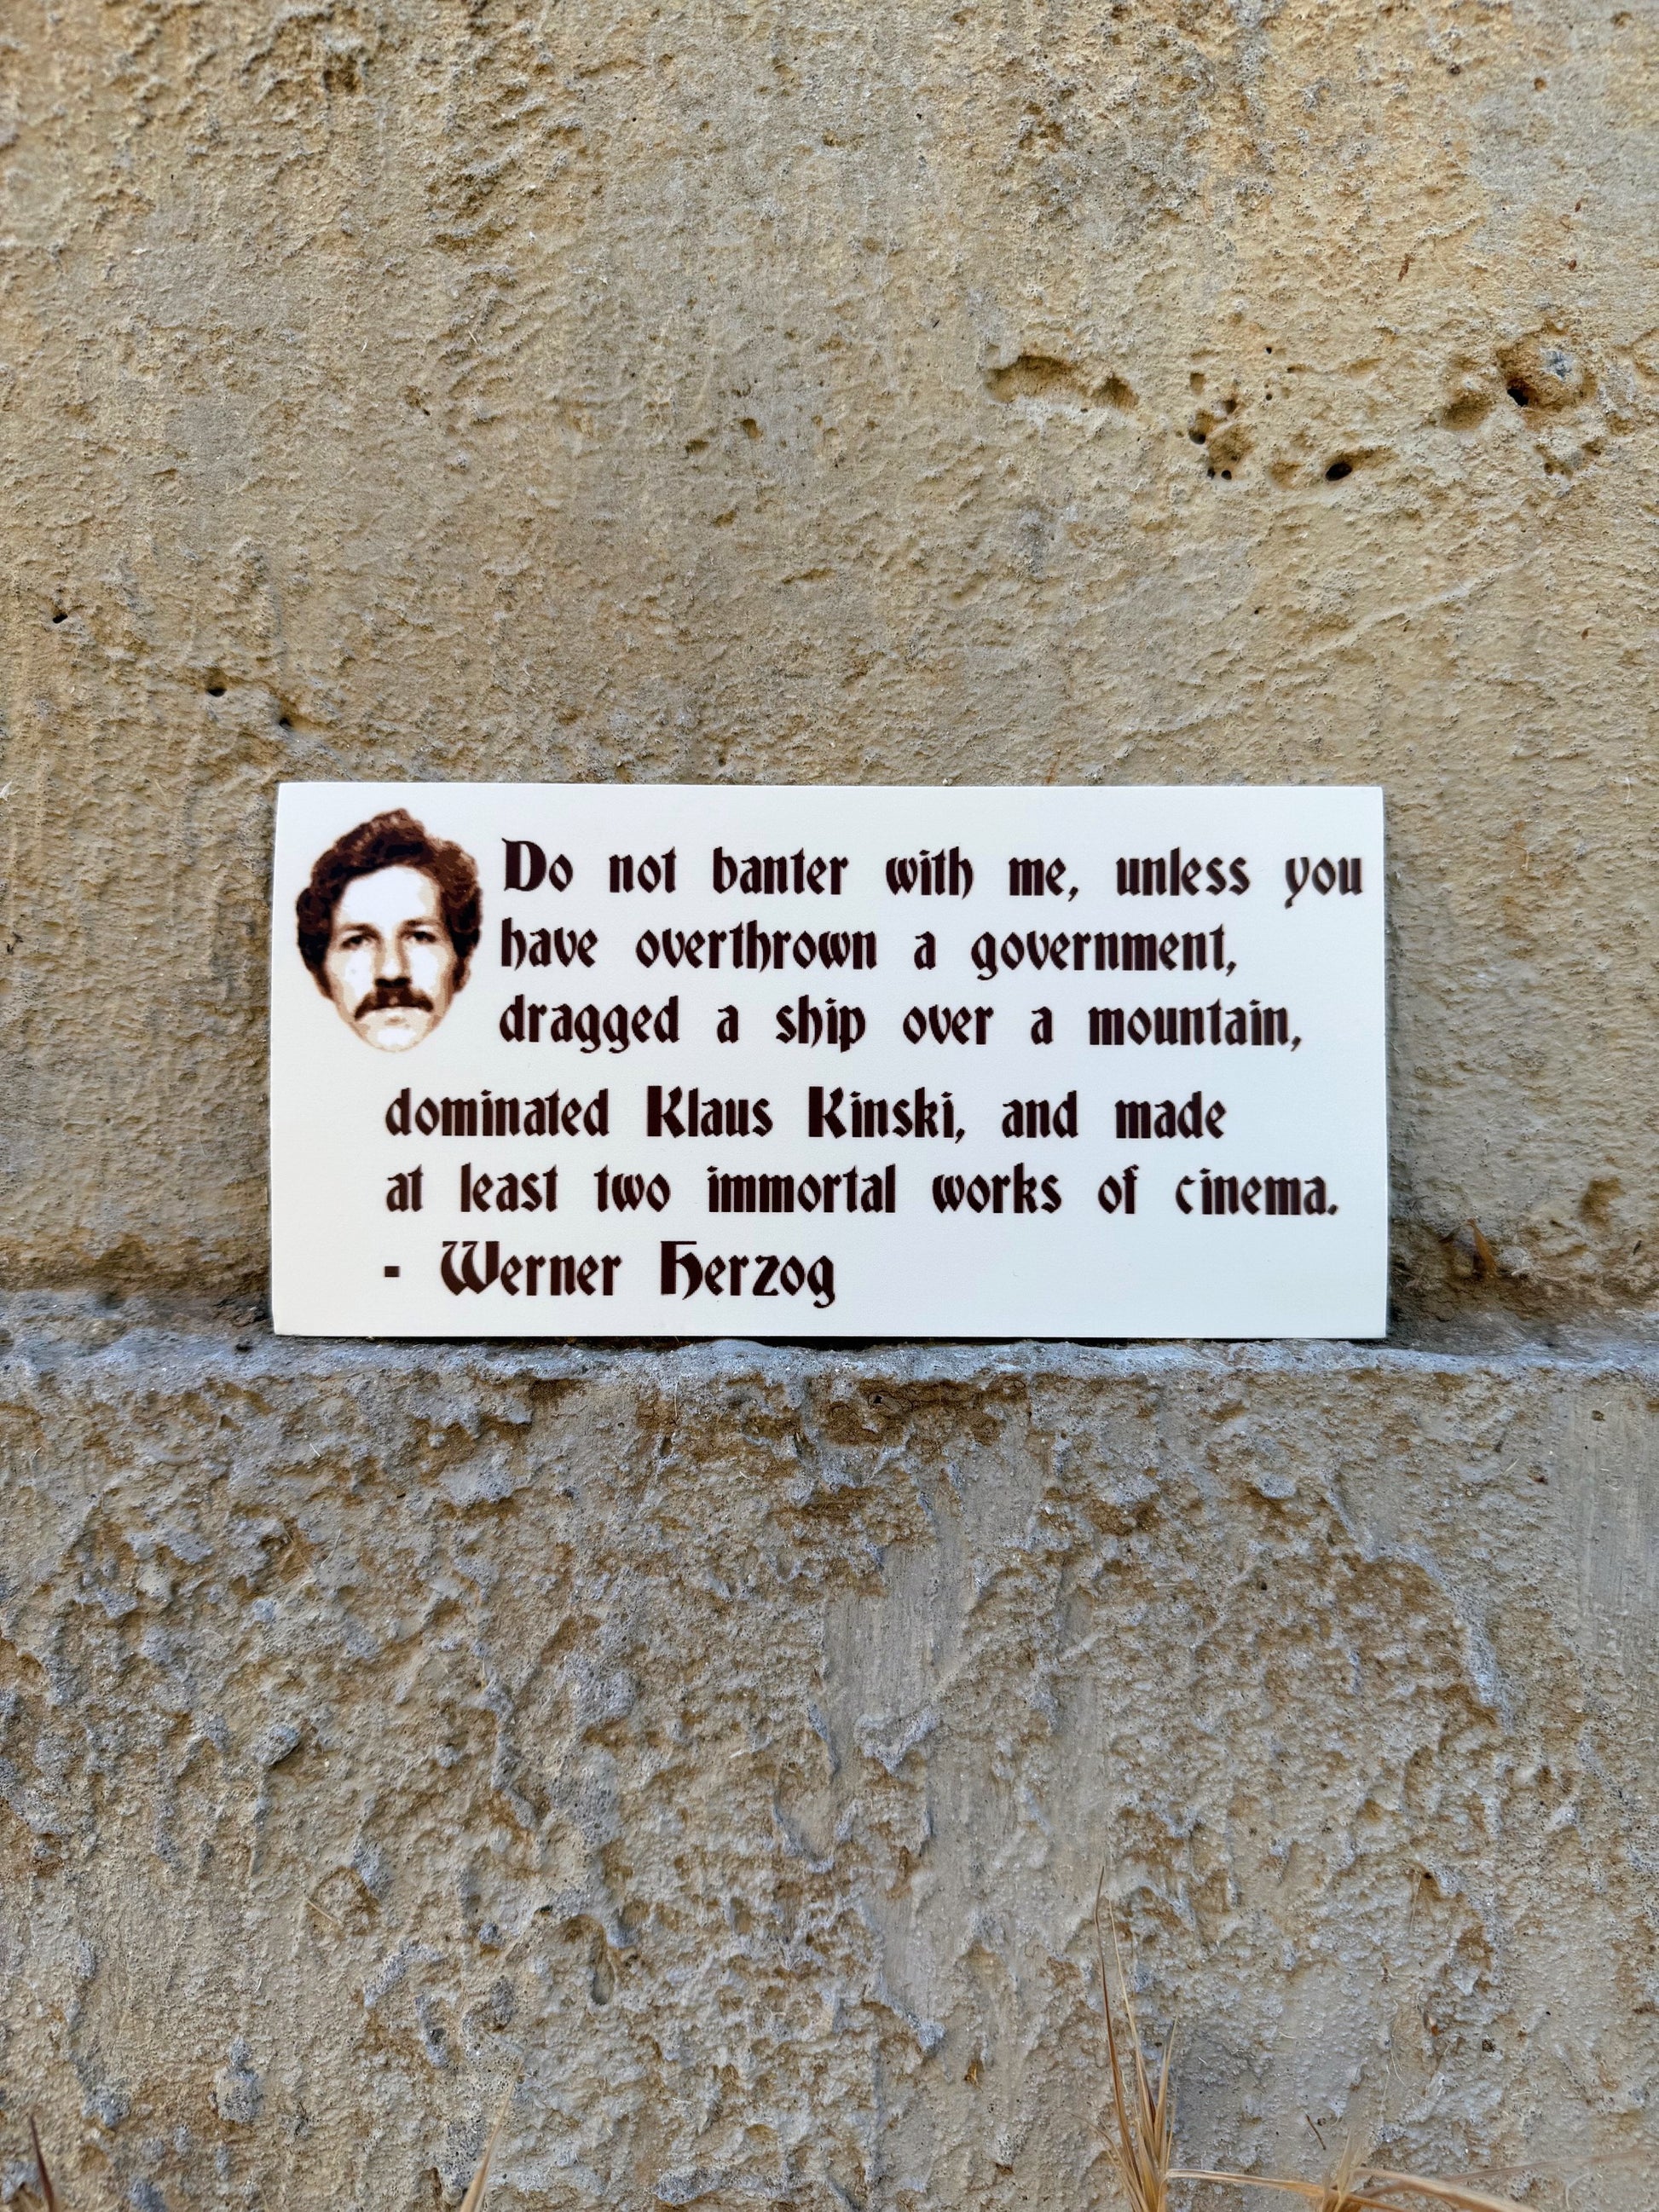 Do not banter with me, unless you
have overthrown a government,
dragged a ship over a mountain,
dominated Klaus Kinski, and made
at least two immortal works of cinema.
- Werner Herzog